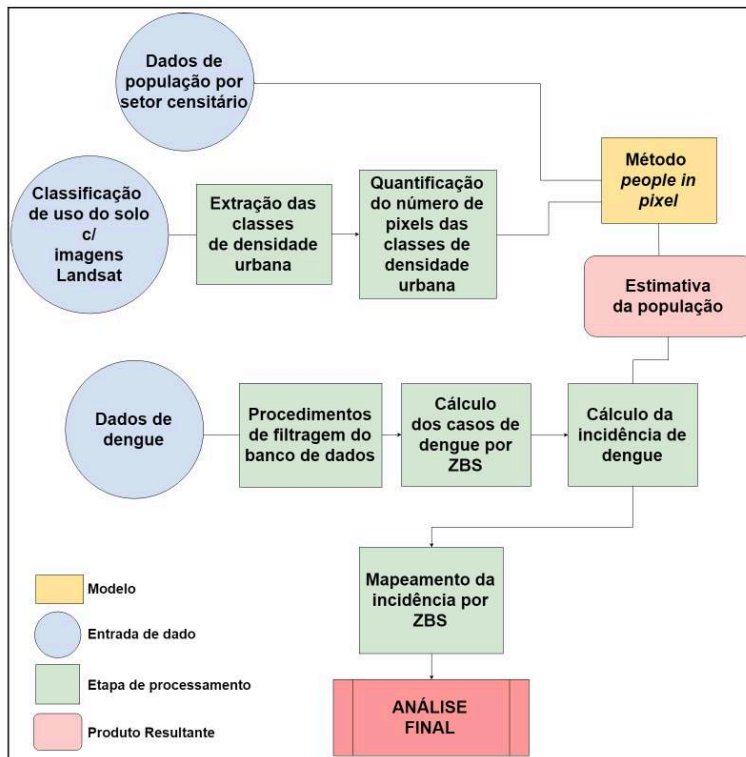 Dados de
população por
setor censitário
Classificação
de uso do solo
c/
imagens
Landsat
Extração das
classes
de densidade
urbana
Quantificação
do número de
pixels das
classes de
densidade
urbana
Método
people in
pixel
Estimativa
da população
Dados de
dengue
Procedimentos
de filtragem do
banco de dados
Cálculo
dos casos de
dengue por
ZBS
Cálculo da
incidência de
dengue
Mapeamento da
incidência por
ZBS
ANÁLISE
FINAL
Modelo
Entrada de dado
Etapa de processamento
Produto Resultante